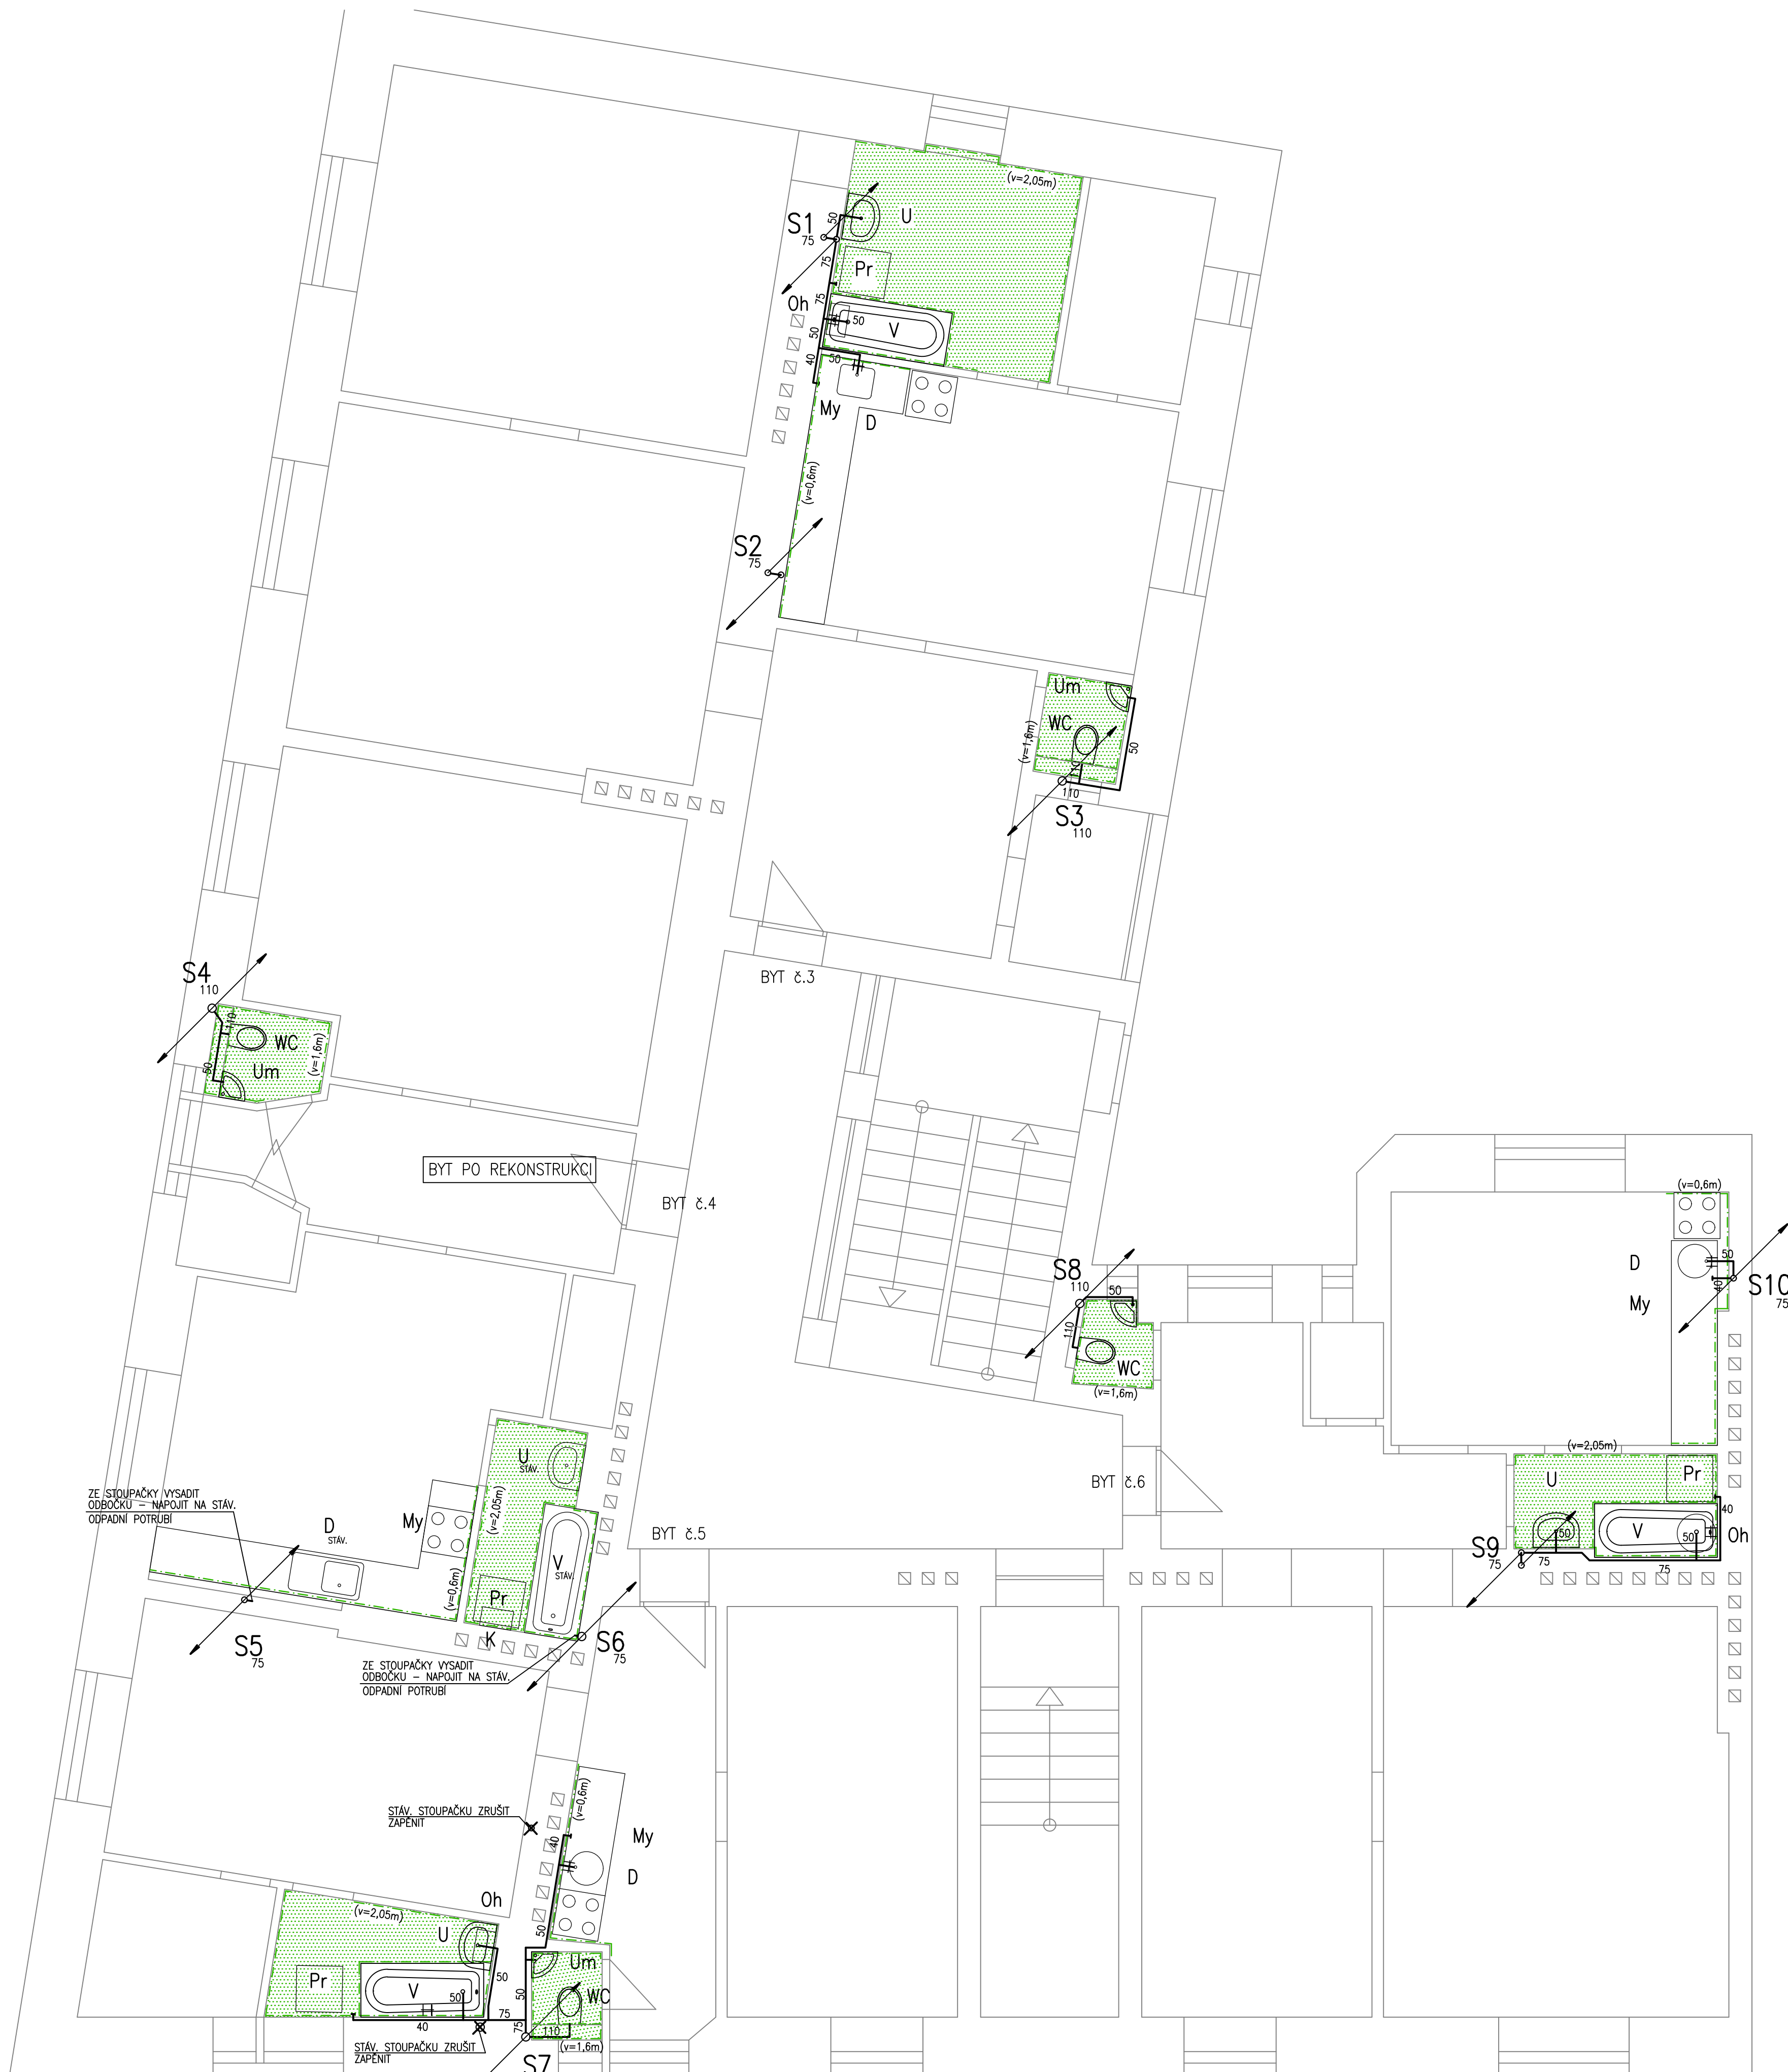 (v=2,05m)
S1
75
50
U
75
Pr
75
Oh
50
V
50
40
50
My
D
(v=0,6m)
S2
75
Um
WC
(v=1,6m)
50
110
110
S3
110
BYT č.3
S4
110
110
WC
(v=1,6m)
50
Um
BYT PO REKONSTRUKCI
BYT č.4
(v=0,6m)
D
50
S10
75
40
My
S8
110
50
110
WC
(v=1,6m)
U
STÁV.
(v=2,05m)
ZE STOUPAČKY VYSADIT
ODBOČKU – NAPOJIT NA STÁV.
ODPADNÍ POTRUBÍ
D
STÁV.
My
V
STÁV.
(v=0,6m)
Pr
K
S5
75
S6
75
ZE STOUPAČKY VYSADIT
ODBOČKU – NAPOJIT NA STÁV.
ODPADNÍ POTRUBÍ
BYT č.5
BYT č.6
(v=2,05m)
U
Pr
40
50
V
50
Oh
S9
75
75
75
(v=0,6m)
STÁV. STOUPAČKU ZRUŠIT
ZAPĚNIT
40
My
D
50
Oh
(v=2,05m)
U
Um
Pr
V
50
50
50
WC
75
40
75
110
(v=1,6m)
STÁV. STOUPAČKU ZRUŠIT
ZAPĚNIT
S7